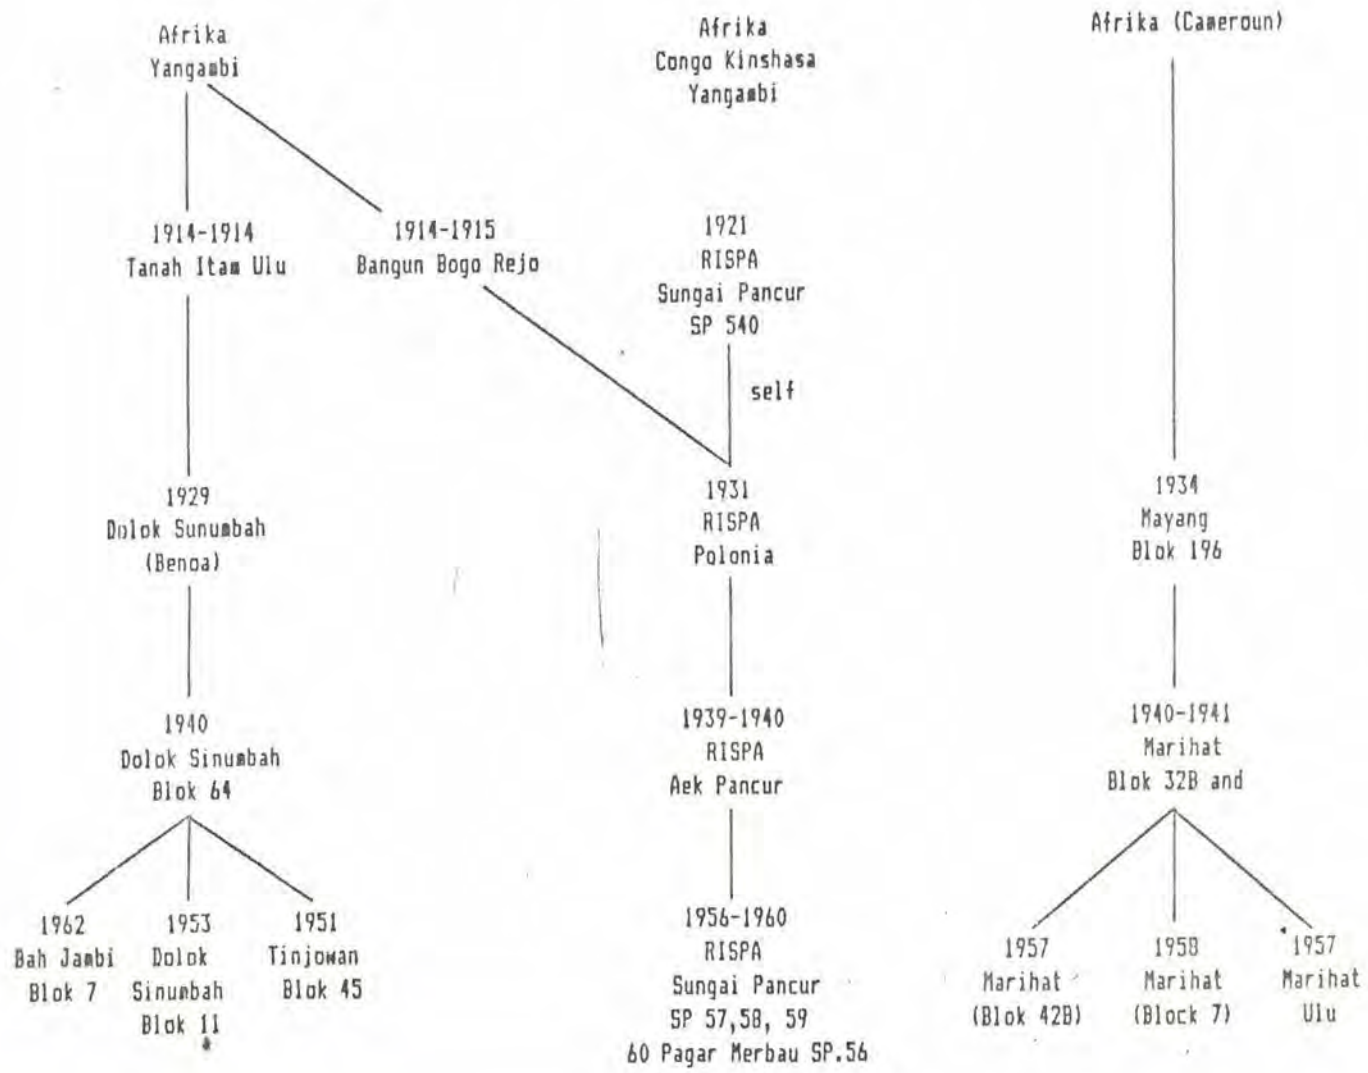 Afrika
Yangambi
Afrika
Congo Kinshasa
Yangambi
Afrika (Cameroun)
1914-1914
Tanah Itam Ulu
1914-1915
Bangun Bogo Rejo
1921
RISPA
Sungai Pancur
SP 540
self
1929
Dolok Sunumbah
(Benoa)
1931
RISPA
Polonia
1934
Mayang
Blok 196
1940
Dolok Sinumbah
Blok 64
1939-1940
RISPA
Aek Pancur
1940-1941
Marihat
Blok 32B and
1962
Bah Jambi
Blok 7
1953
Dolok
Sinumbah
Blok 11
1951
Tinjowan
Blok 45
1956-1960
RISPA
Sungai Pancur
SP 57,58, 59
60 Pagar Merbau SP.56
1957
Marihat
(Blok 42B)
1958
Marihat
(Block 7)
1957
Marihat
Ulu